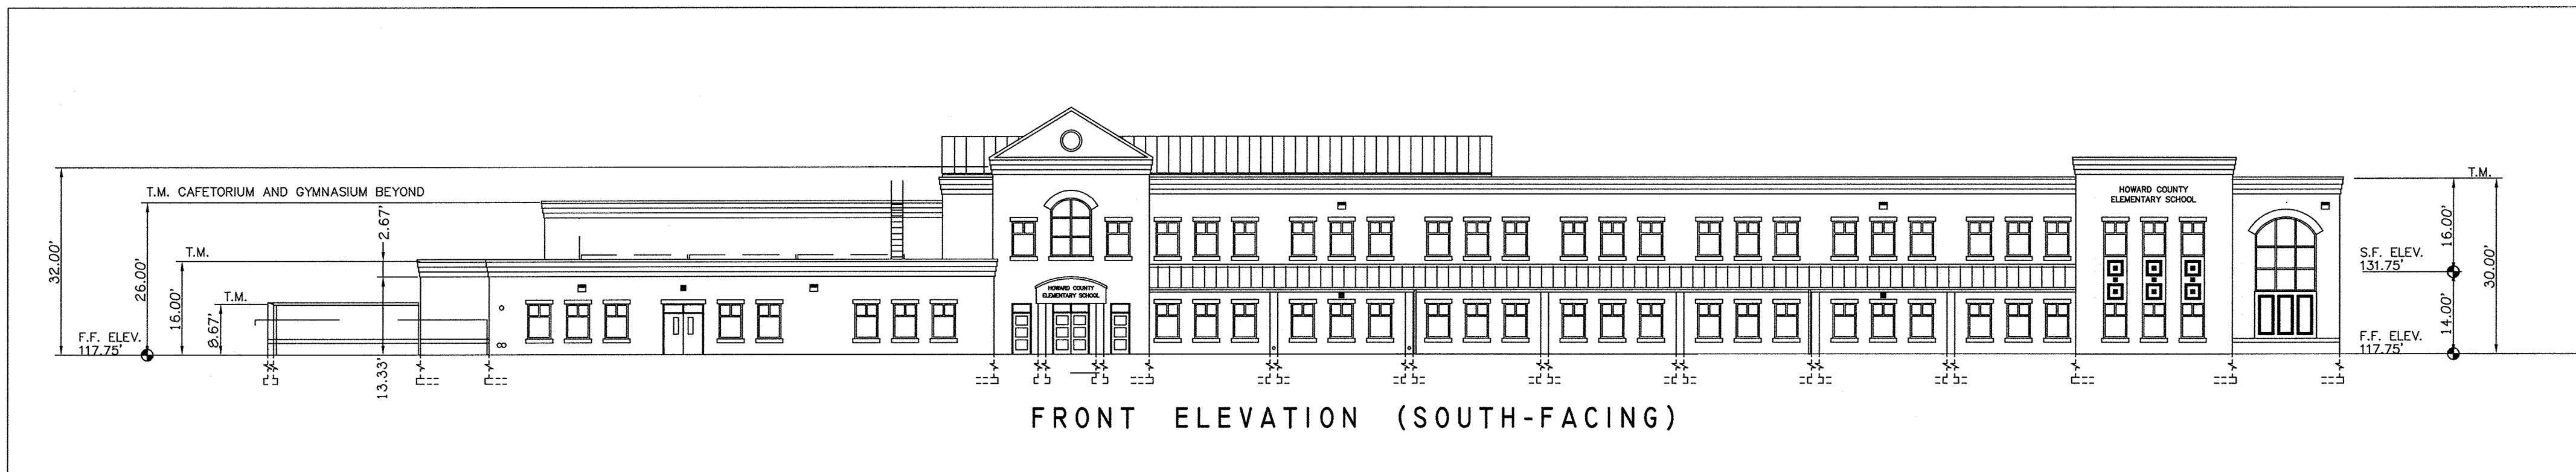 T.M. CAFETORIUM AND GYMNASIUM BEYOND
32.00'
26.00'
16.00'
2.67'
T.M.
T.M.
9.67'
13.33'
F.F. ELEV.
117.75'
HOWARD COUNTY
ELEMENTARY SCHOOL
HOWARD COUNTY
ELEMENTARY SCHOOL
T.M.
16.00'
30.00'
S.F. ELEV.
131.75'
14.00'
F.F. ELEV.
117.75'
FRONT ELEVATION (SOUTH-FACING)